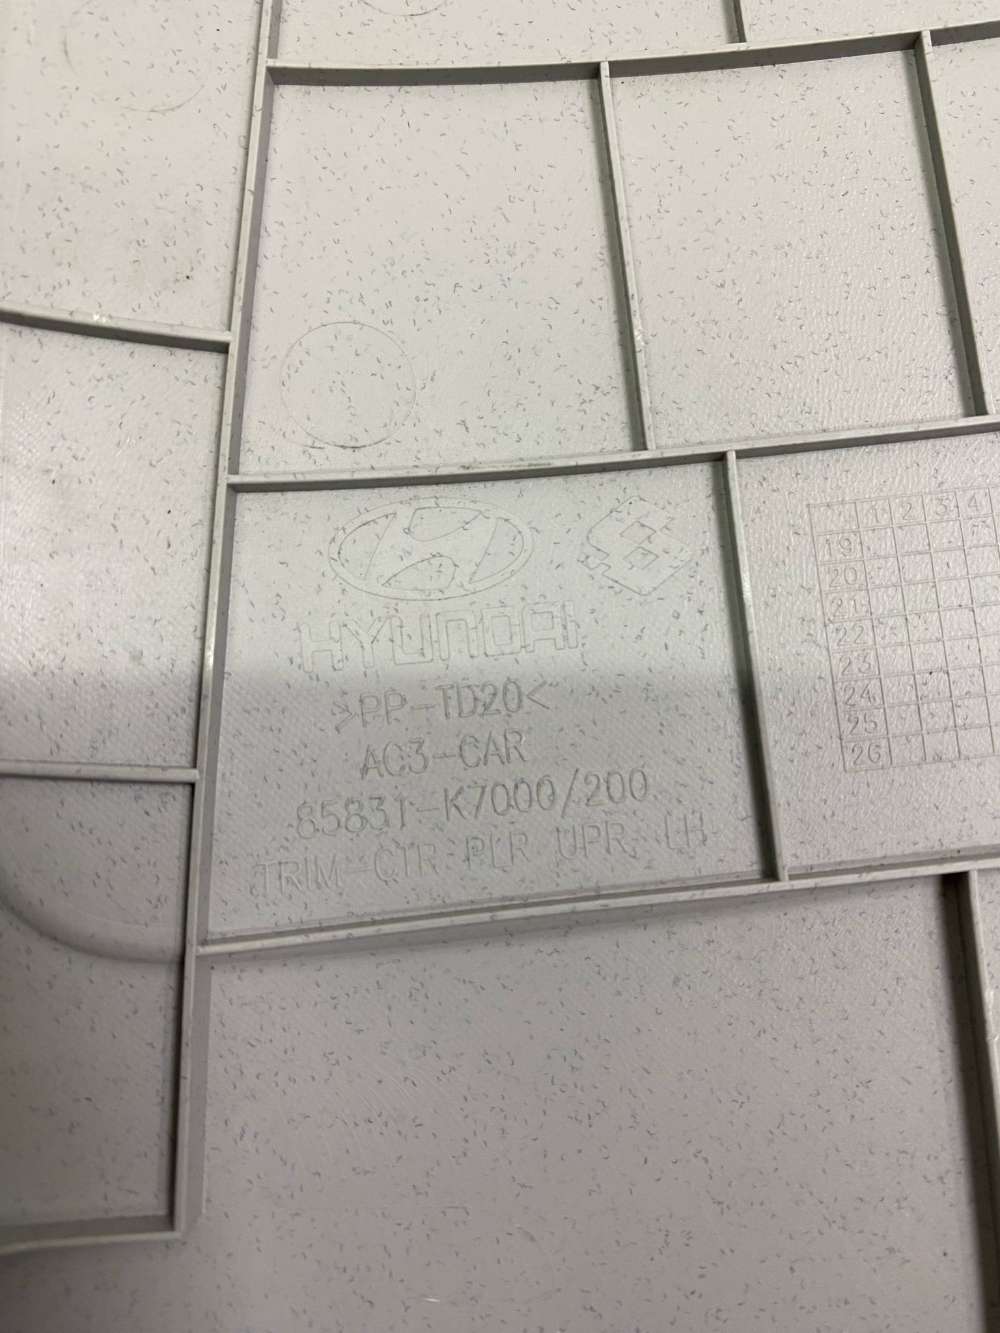 HYUNDAI
>PP-TD20<
AC3-CAR
85831-K7000/200
TRIM-CTR PLR UPR, LH
1 2 3 4
19
20
21
22
23
24
25
26